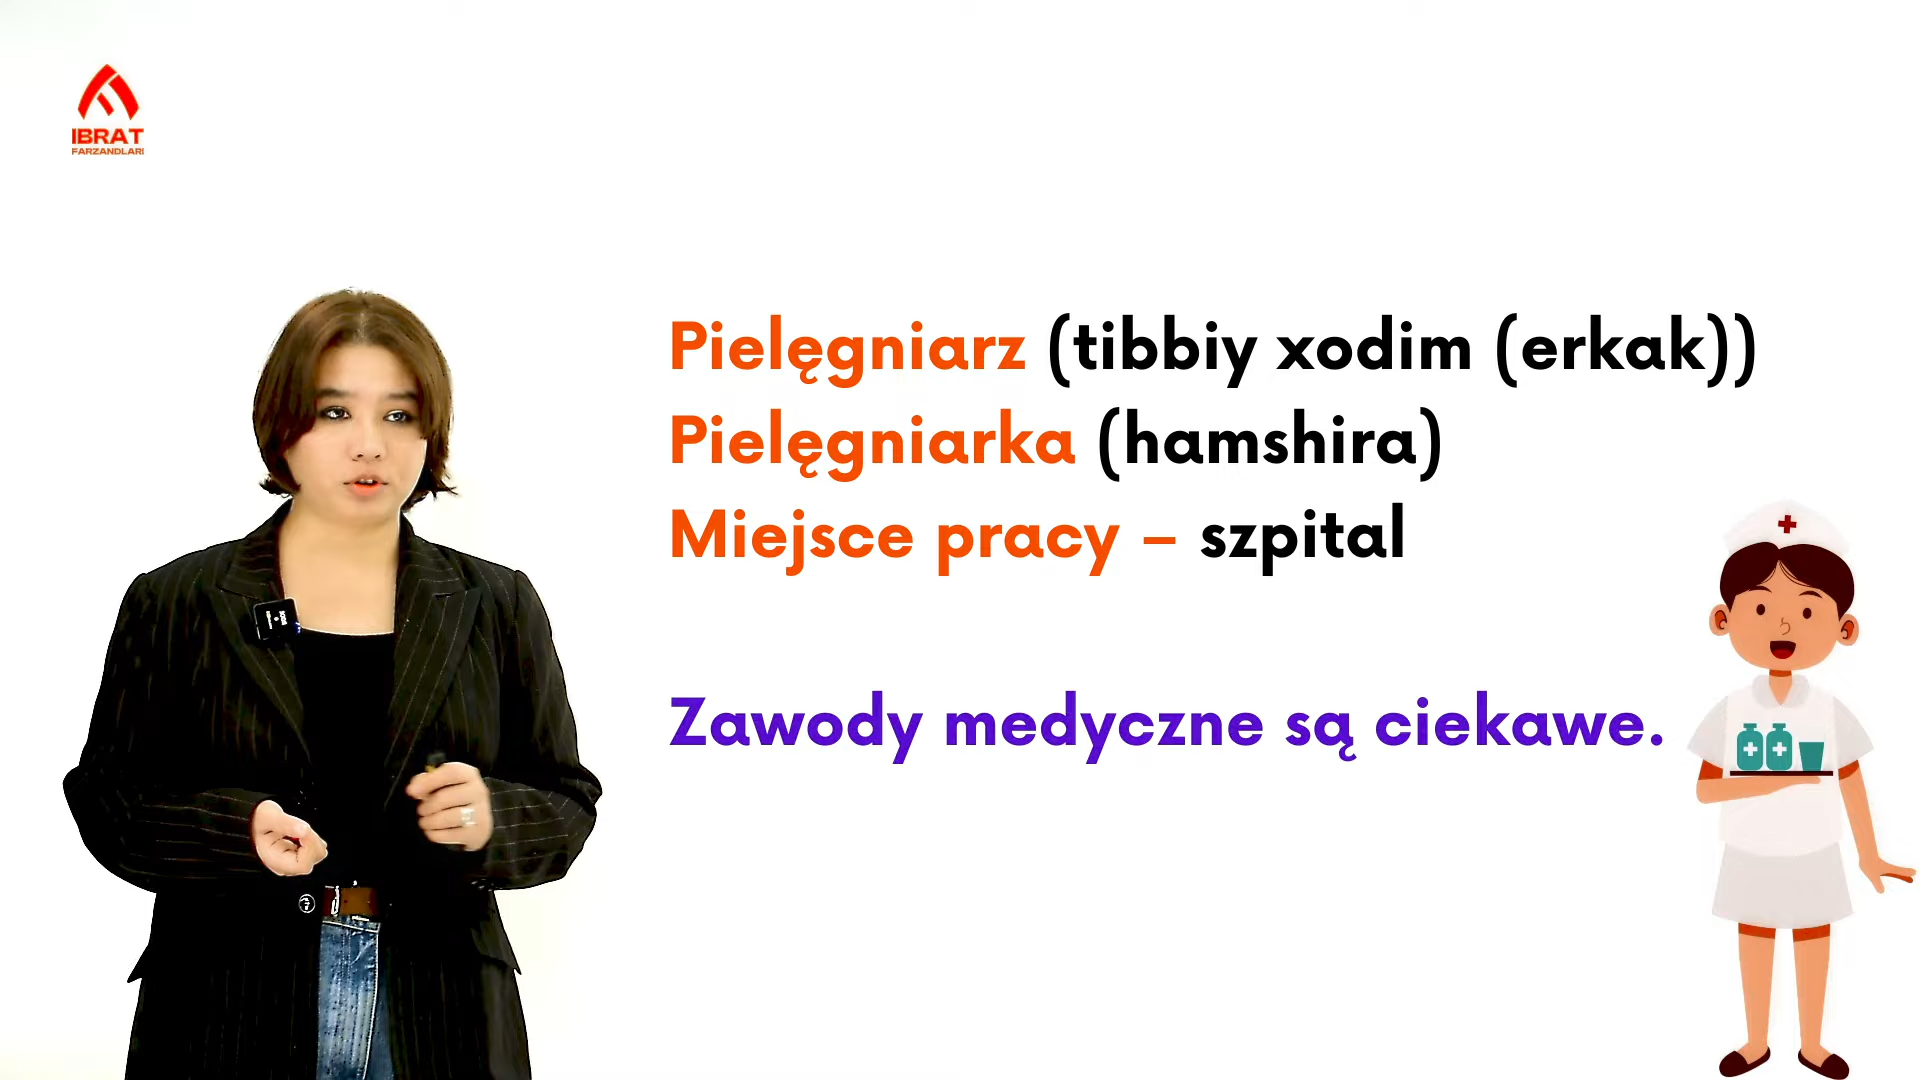 IBRAT
FARZANDLARI
Pielęgniarz (tibbiy xodim (erkak))
Pielęgniarka (hamshira)
Miejsce pracy – szpital
Zawody medyczne są ciekawe.